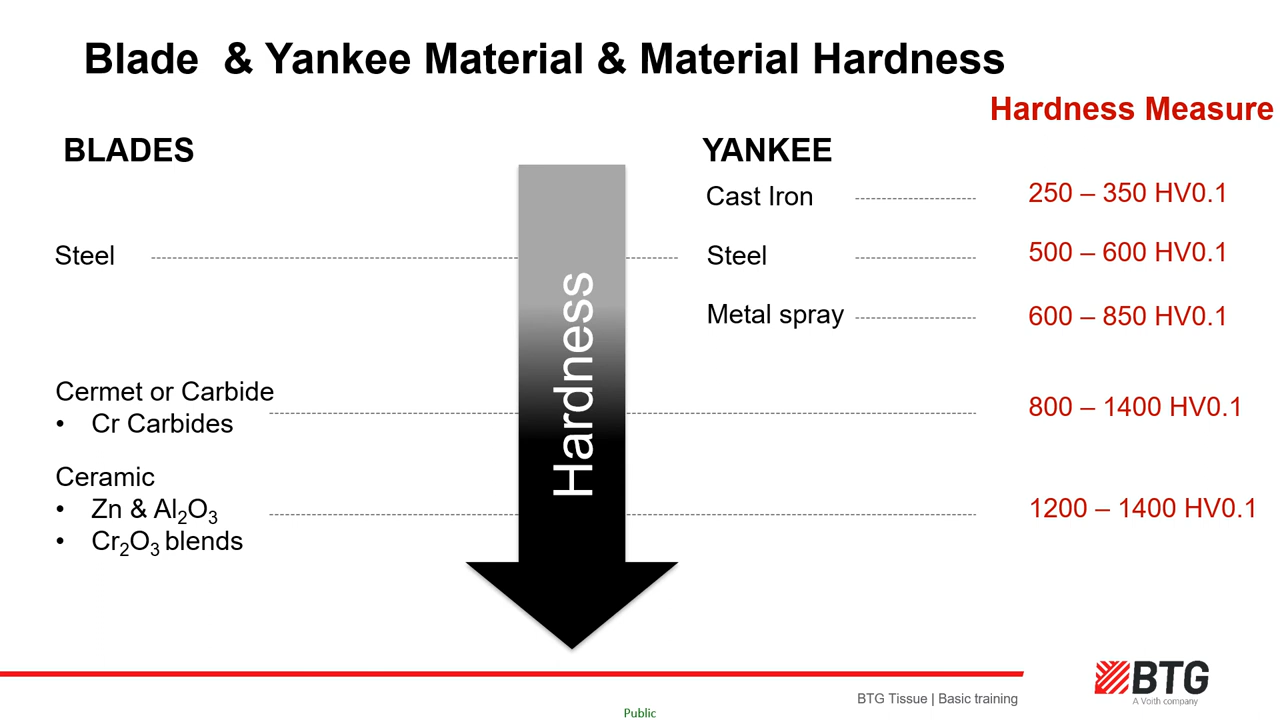 Blade & Yankee Material & Material Hardness
Hardness Measure
BLADES
YANKEE
Cast Iron
250 – 350 HV0.1
Steel
Steel
500 – 600 HV0.1
Metal spray
600 – 850 HV0.1
Hardness
Cermet or Carbide
• Cr Carbides
800 – 1400 HV0.1
Ceramic
• Zn & Al₂O₃
• Cr₂O₃ blends
1200 – 1400 HV0.1
BTG
A Voith company
BTG Tissue | Basic training
Public